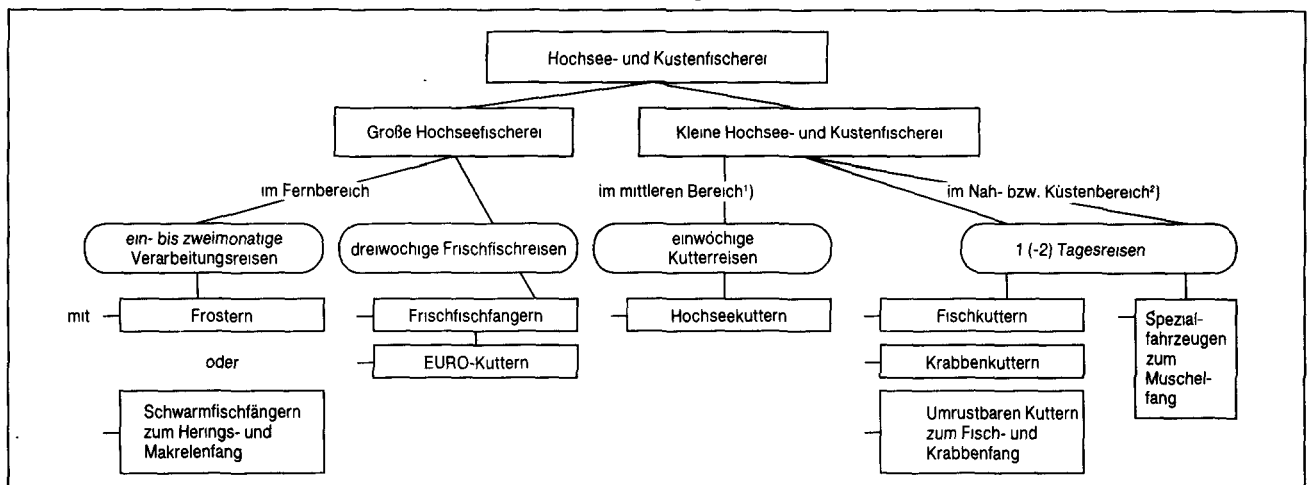 Hochsee- und Kustenfischerei
Große Hochseefischerei
Kleine Hochsee- und Kustenfischerei
im Fernbereich
im mittleren Bereich¹)
im Nah- bzw. Küstenbereich²)
ein- bis zweimonatige
Verarbeitungsreisen
dreiwochige Frischfischreisen
einwöchige
Kutterreisen
1 (-2) Tagesreisen
mit
Frostern
Frischfischfangern
Hochseekuttern
Fischkuttern
Spezial-
fahrzeugen
zum
Muschel-
fang
oder
EURO-Kuttern
Krabbenkuttern
Schwarmfischfängern
zum Herings- und
Makrelenfang
Umrustbaren Kuttern
zum Fisch- und
Krabbenfang